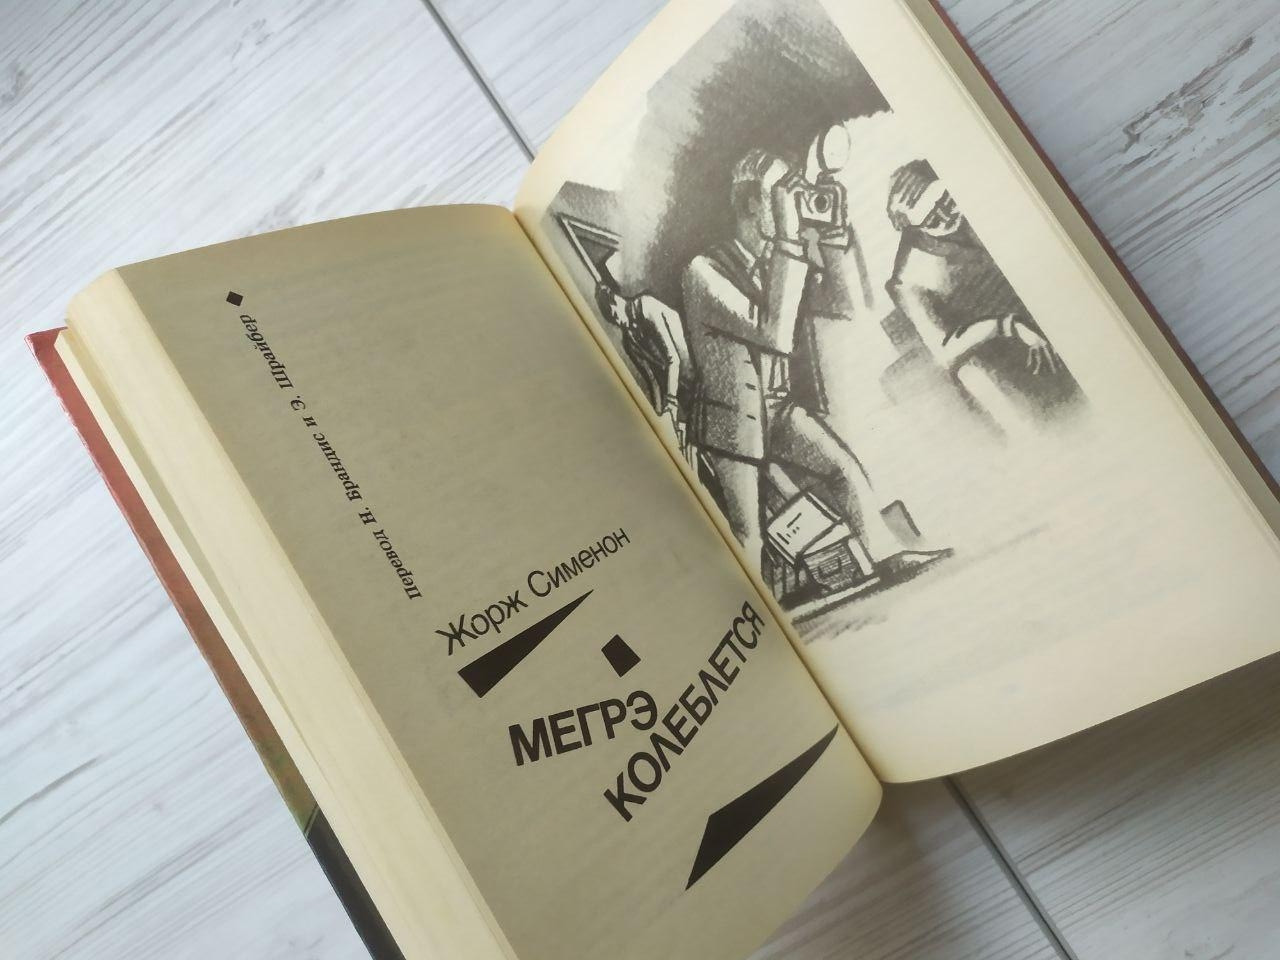 Жорж Сименон
МЕГРЭ
КОЛЕБЛЕТСЯ
Перевод Н. Брандис и Э. Шрайбер